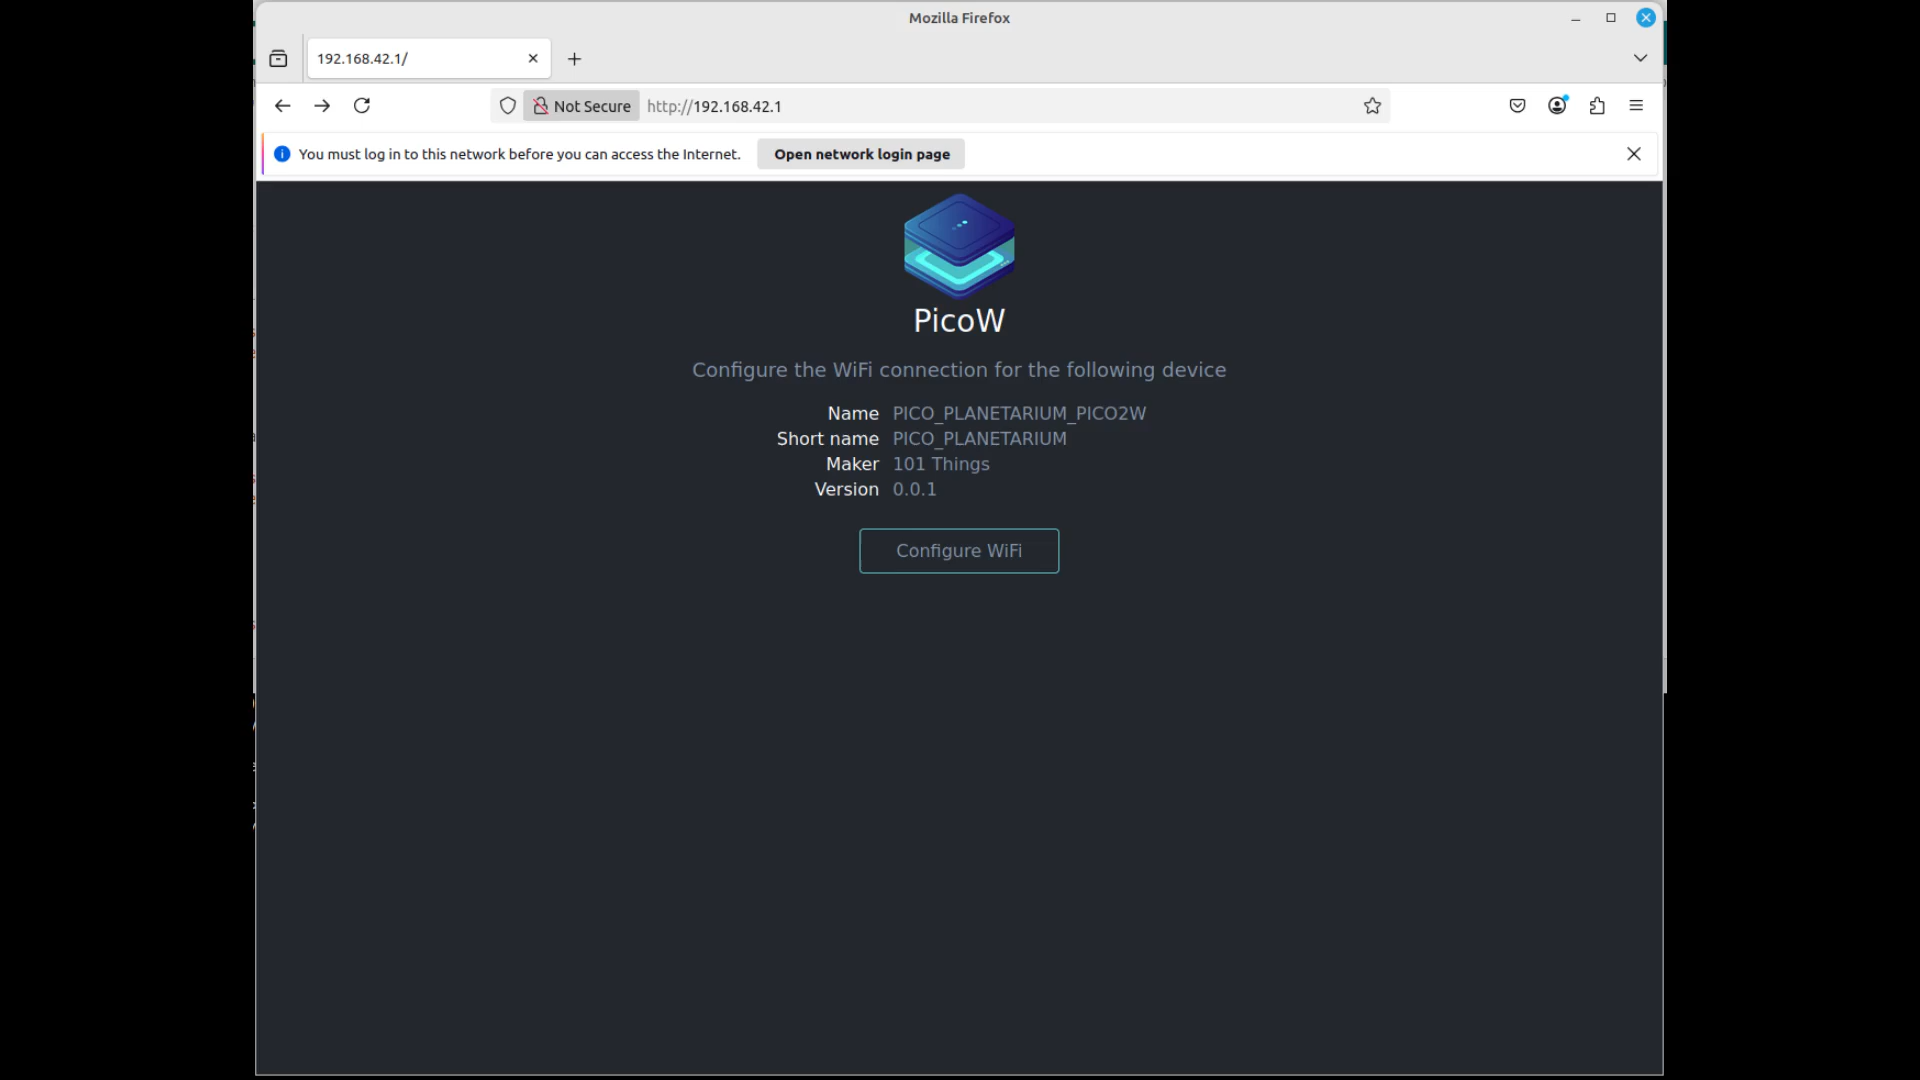 Mozilla Firefox
192.168.42.1/
Not Secure http://192.168.42.1
You must log in to this network before you can access the Internet. Open network login page
PicoW
Configure the WiFi connection for the following device
Name PICO_PLANETARIUM_PICO2W
Short name PICO_PLANETARIUM
Maker 101 Things
Version 0.0.1
Configure WiFi